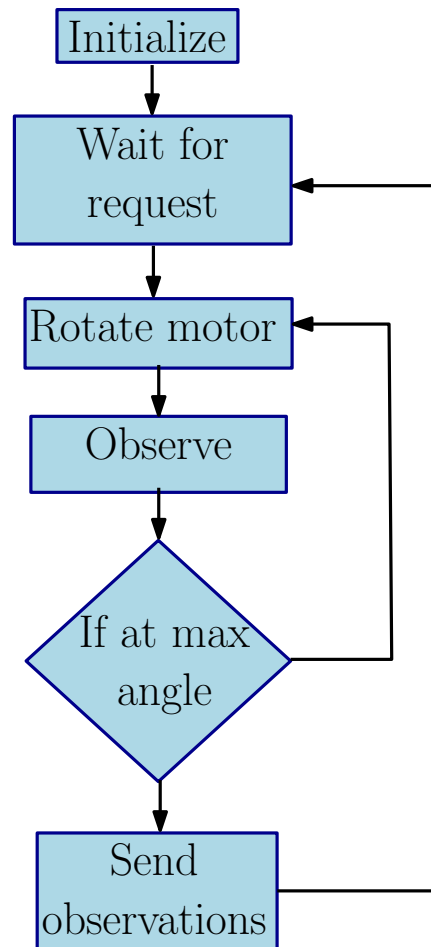 Initialize
Wait for
request
Rotate motor
Observe
If at max
angle
Send
observations